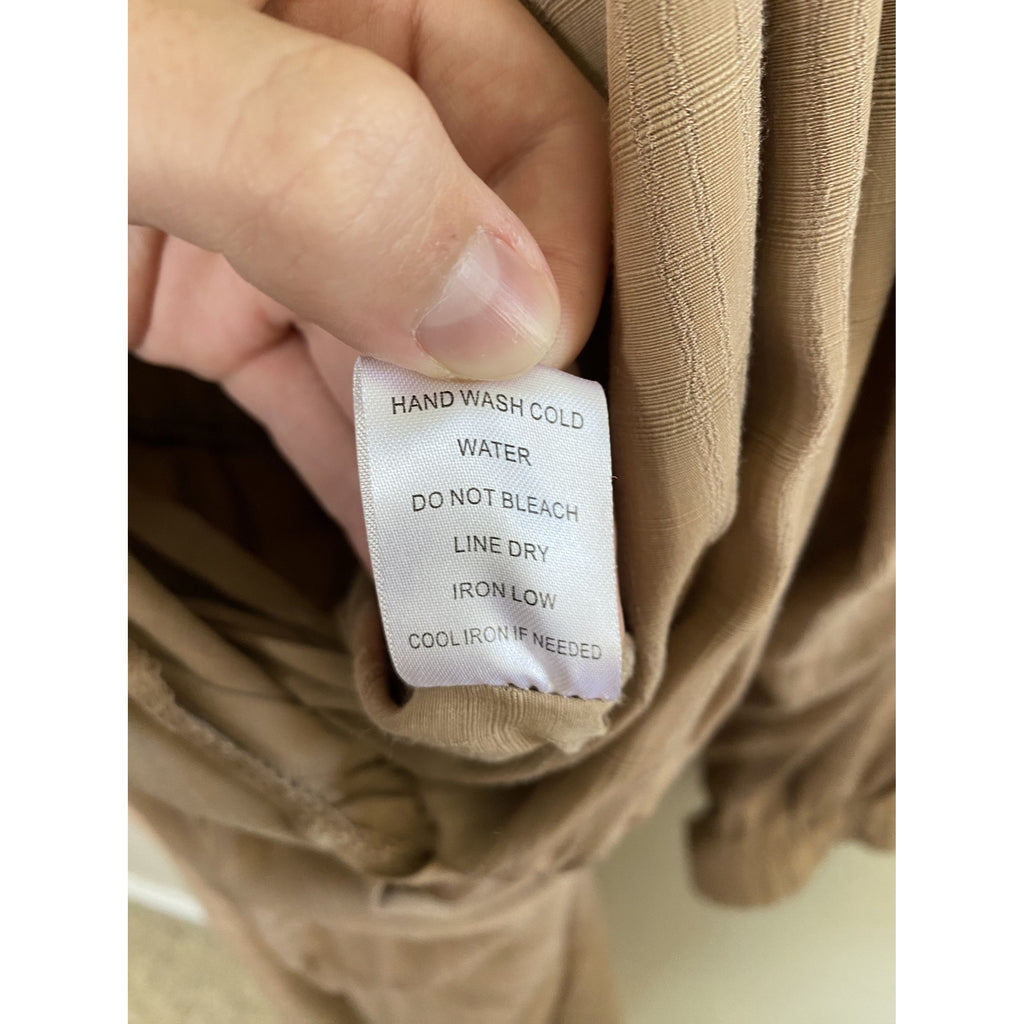 HAND WASH COLD
WATER
DO NOT BLEACH
LINE DRY
IRON LOW
COOL IRON IF NEEDED